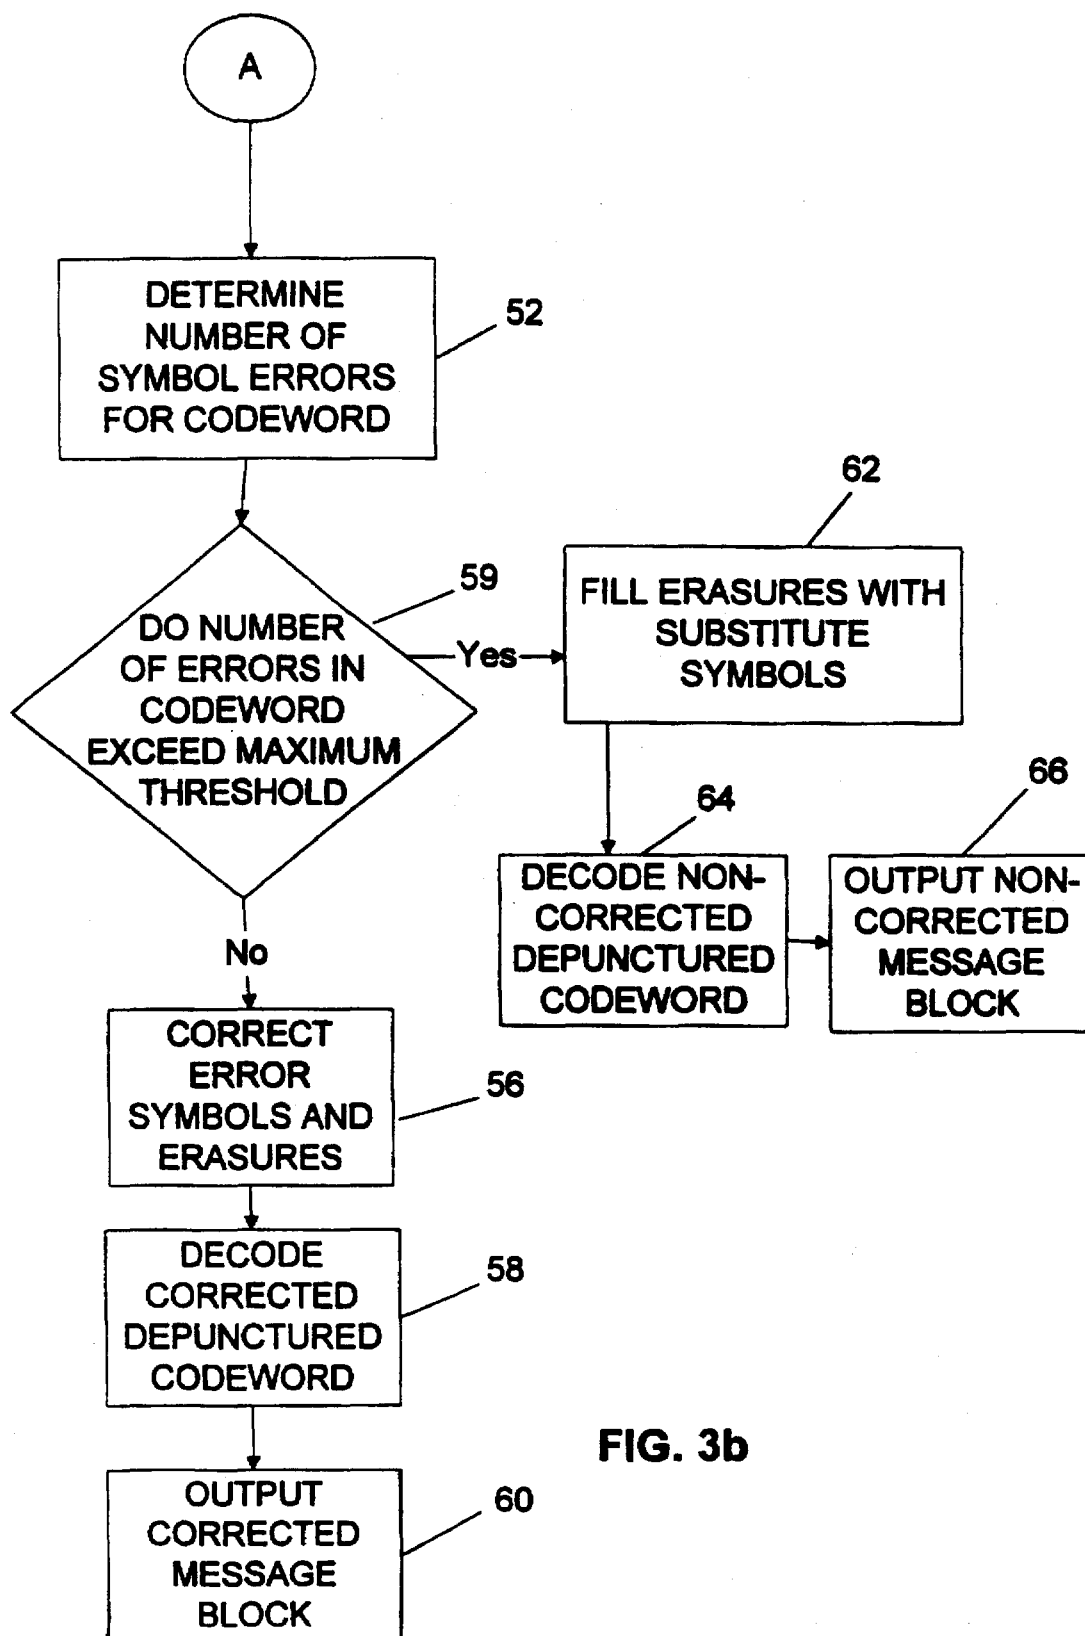 A
DETERMINE
NUMBER OF
SYMBOL ERRORS
FOR CODEWORD
52
DO NUMBER
OF ERRORS IN
CODEWORD
EXCEED MAXIMUM
THRESHOLD
59
Yes
62
FILL ERASURES WITH
SUBSTITUTE
SYMBOLS
64
DECODE NON-
CORRECTED
DEPUNCTURED
CODEWORD
66
OUTPUT NON-
CORRECTED
MESSAGE
BLOCK
No
CORRECT
ERROR
SYMBOLS AND
ERASURES
56
DECODE
CORRECTED
DEPUNCTURED
CODEWORD
58
OUTPUT
CORRECTED
MESSAGE
BLOCK
60
FIG. 3b